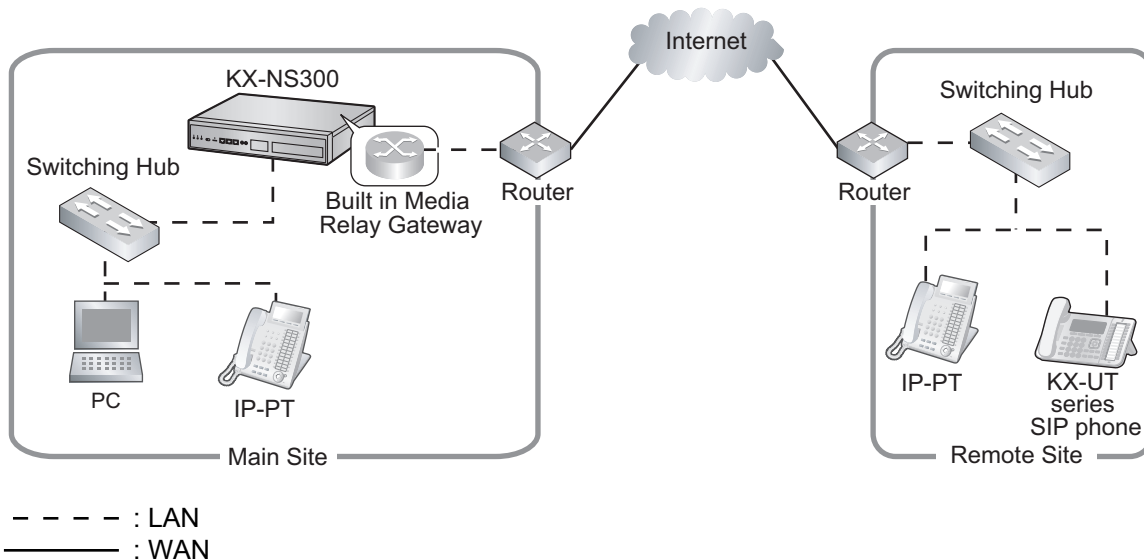 Internet
KX-NS300
Switching Hub
Switching Hub
Built in Media
Relay Gateway
Router
Router
PC
IP-PT
IP-PT
KX-UT
series
SIP phone
Main Site
Remote Site
: LAN
: WAN